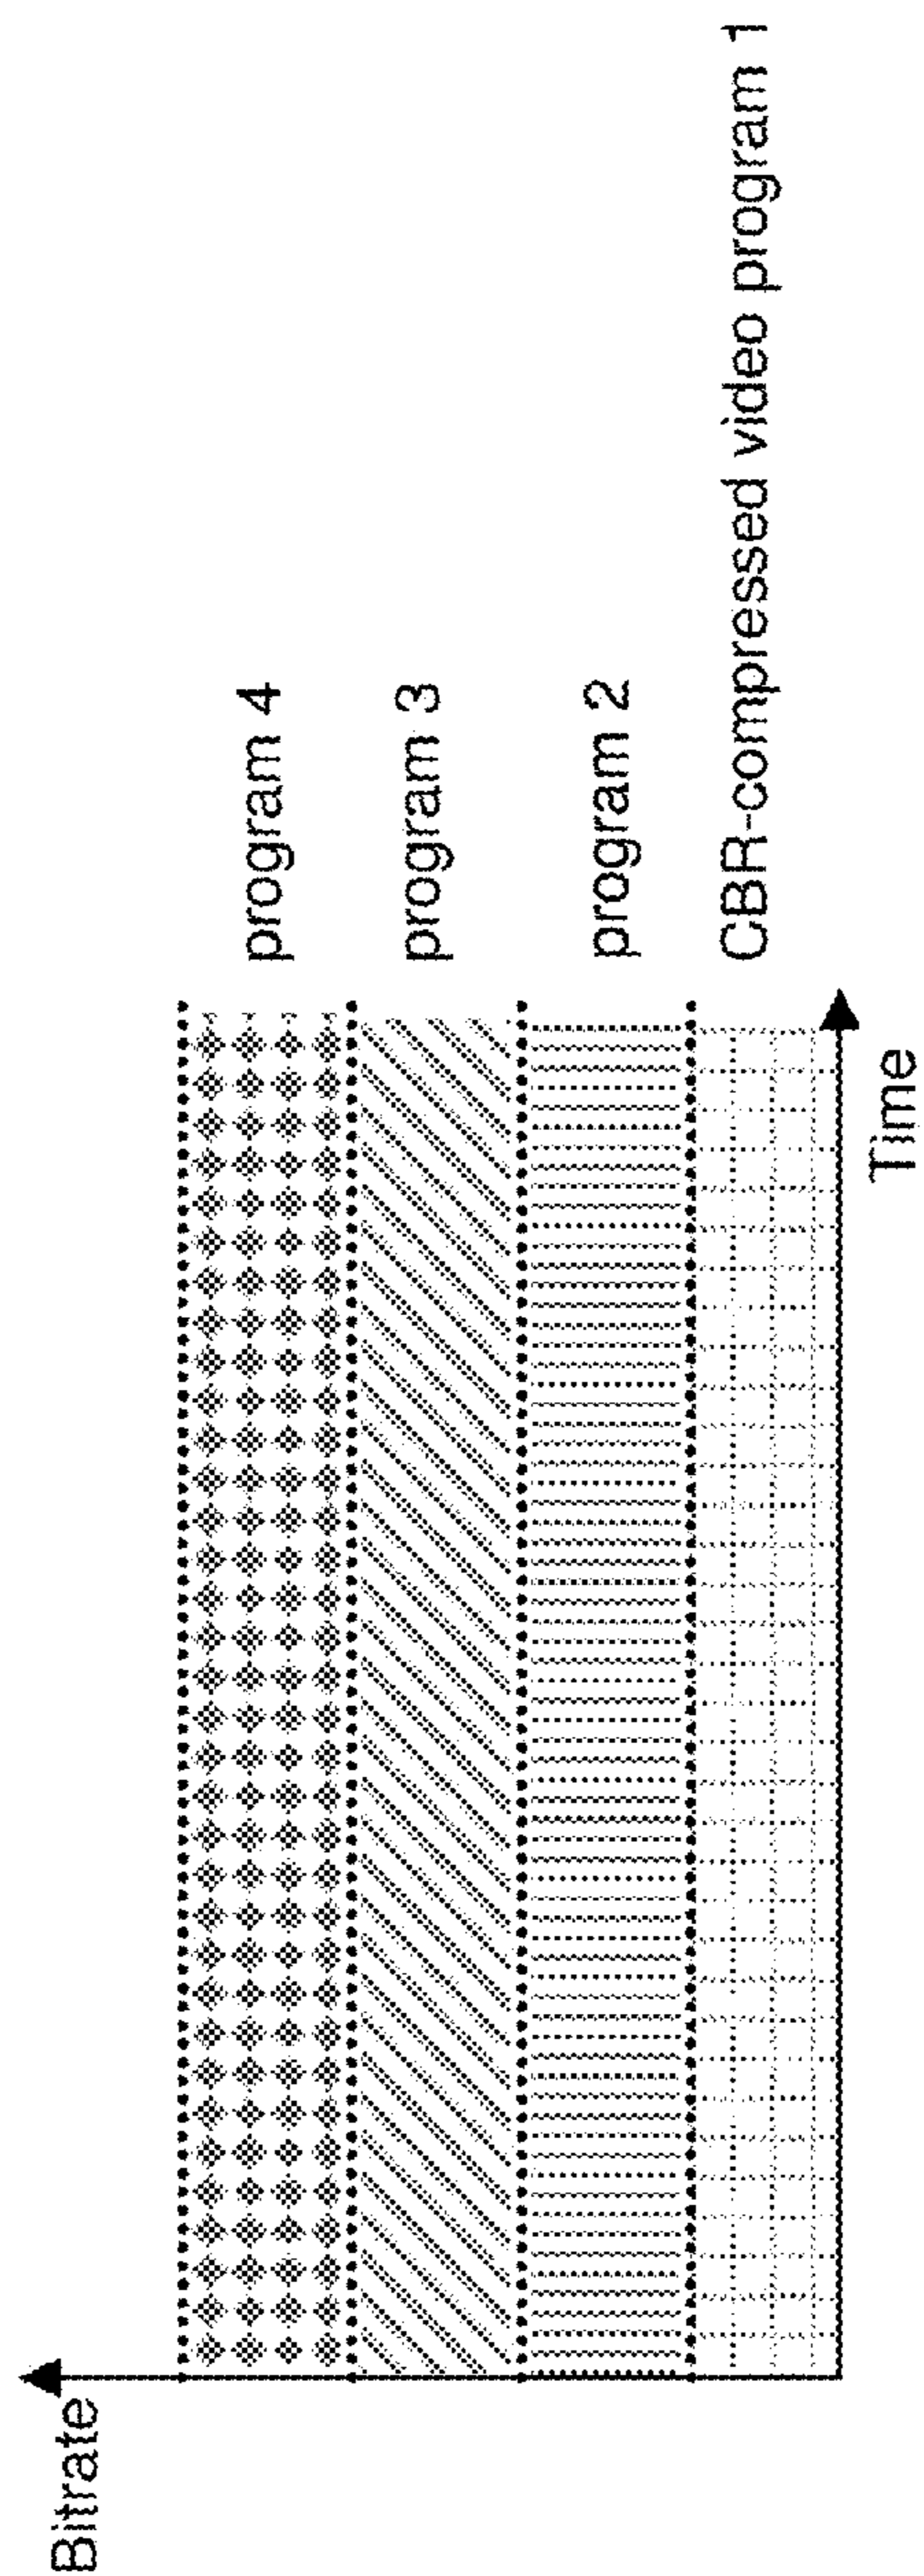 Bitrate
program 4
program 3
program 2
CBR-compressed video program 1
Time